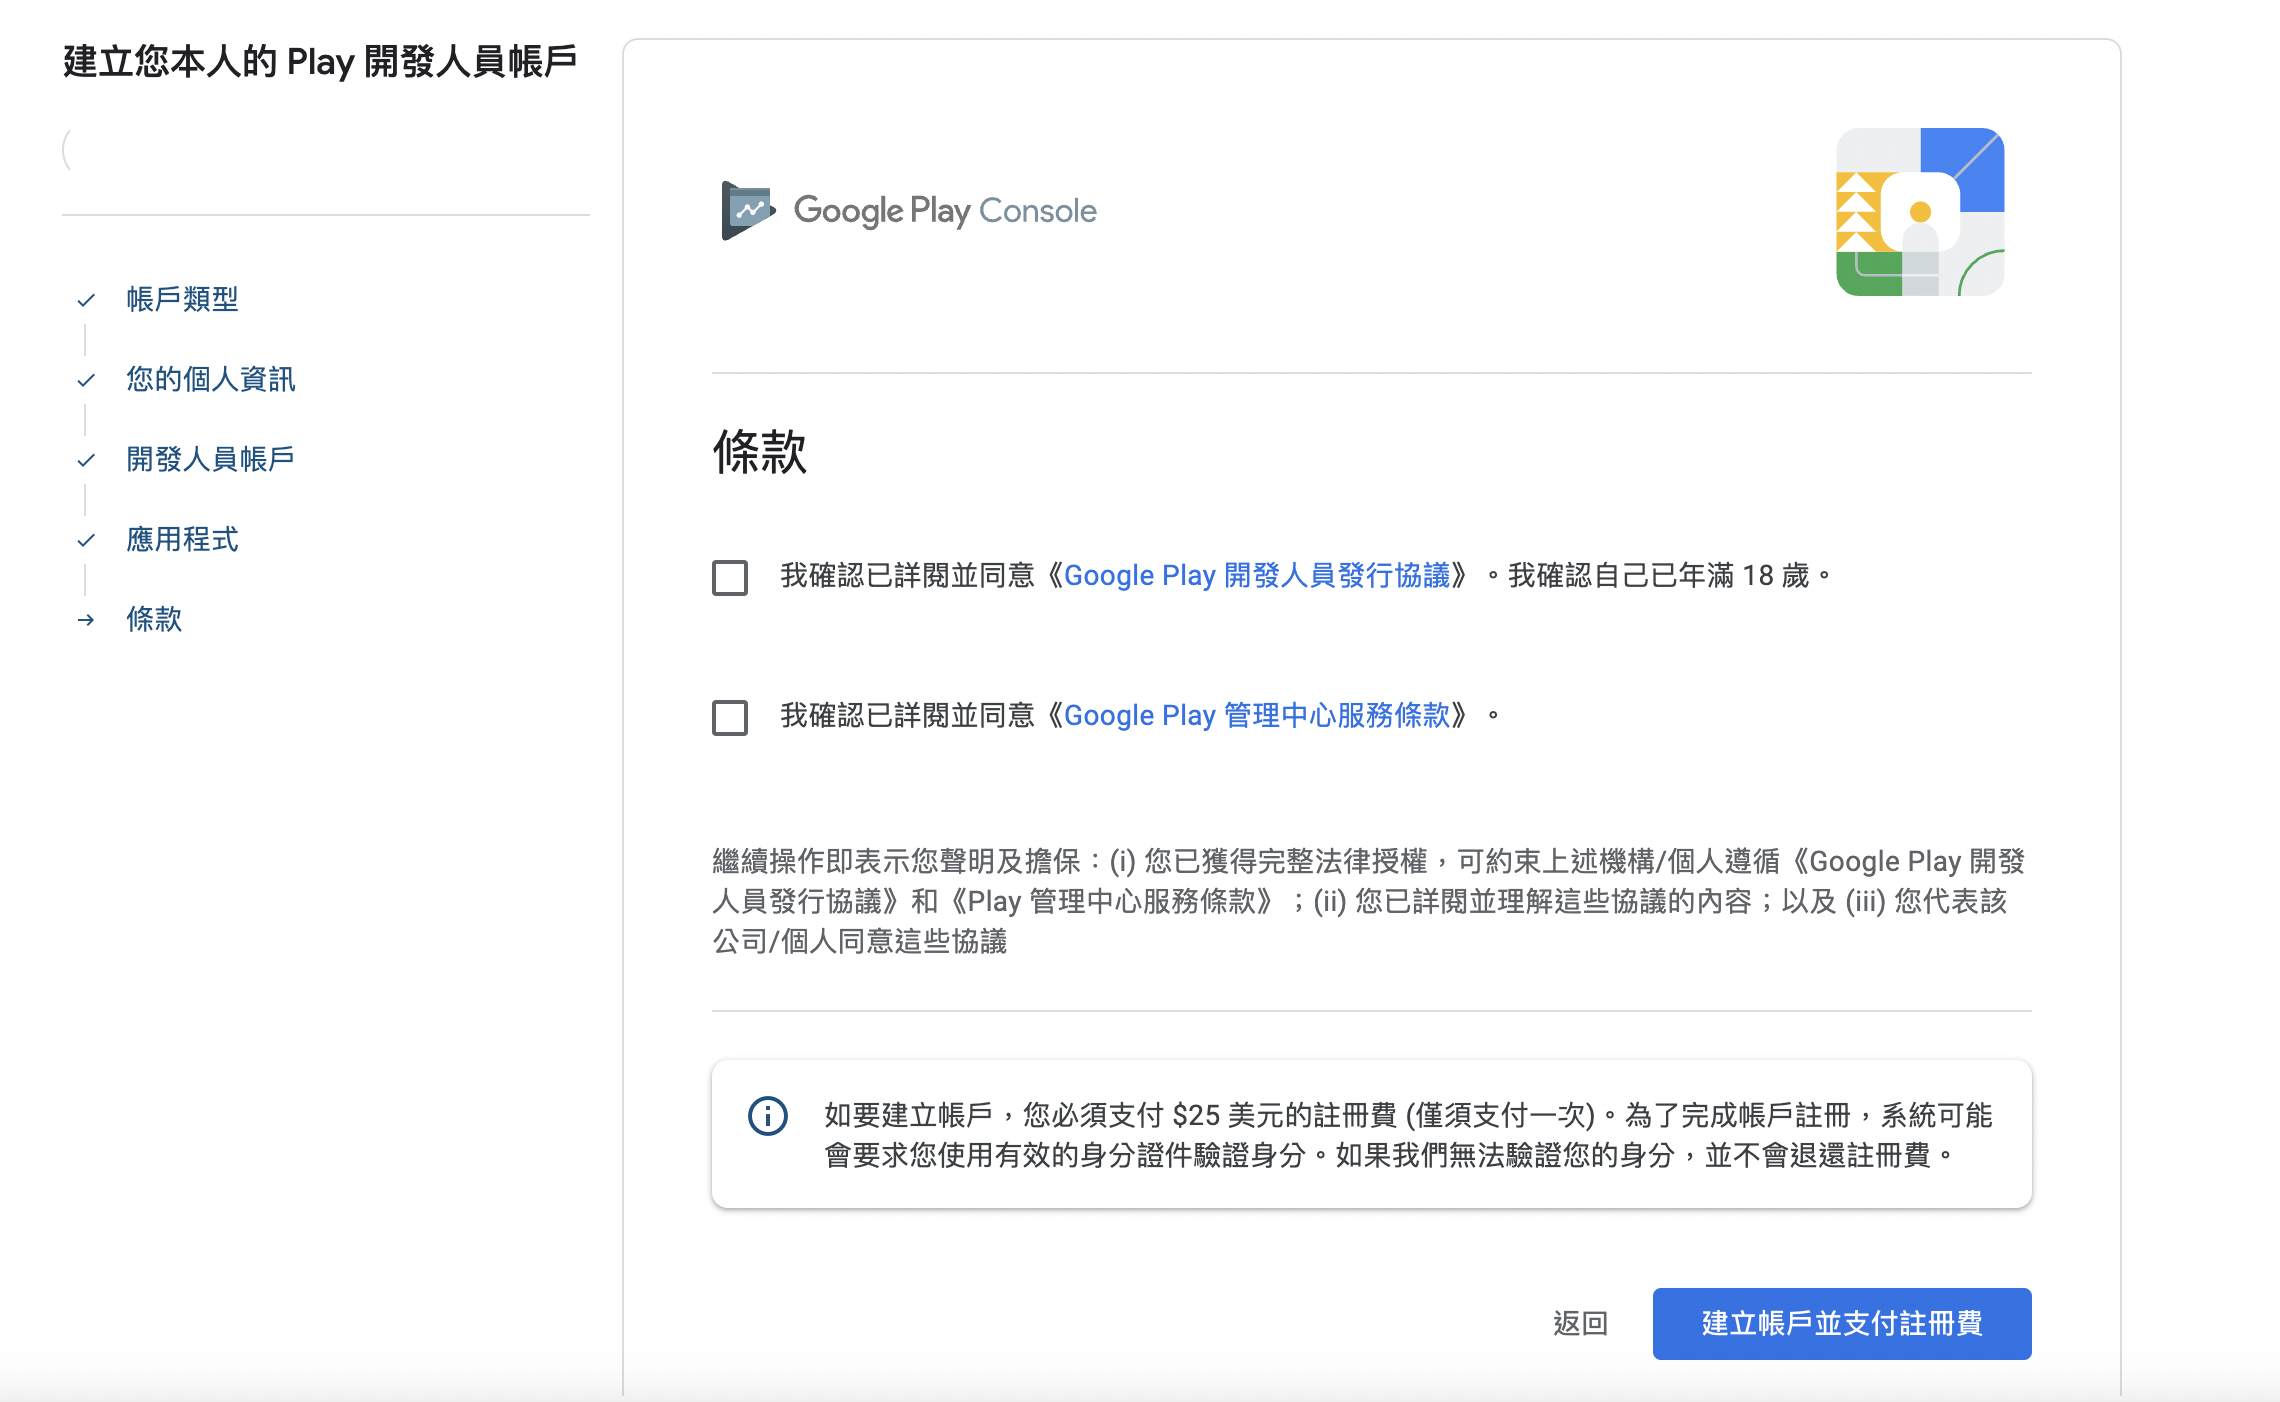 建立您本人的 Play 開發人員帳戶
帳戶類型
您的個人資訊
開發人員帳戶
應用程式
條款
Google Play Console
條款
我確認已詳閱並同意《Google Play 開發人員發行協議》。我確認自己已年滿 18 歲。
我確認已詳閱並同意《Google Play 管理中心服務條款》。
繼續操作即表示您聲明及擔保：(i) 您已獲得完整法律授權，可約束上述機構/個人遵循《Google Play 開發
人員發行協議》和《Play 管理中心服務條款》；(ii) 您已詳閱並理解這些協議的內容；以及 (iii) 您代表該
公司/個人同意這些協議
如要建立帳戶，您必須支付 $25 美元的註冊費 (僅須支付一次)。為了完成帳戶註冊，系統可能
會要求您使用有效的身分證件驗證身分。如果我們無法驗證您的身分，並不會退還註冊費。
返回
建立帳戶並支付註冊費